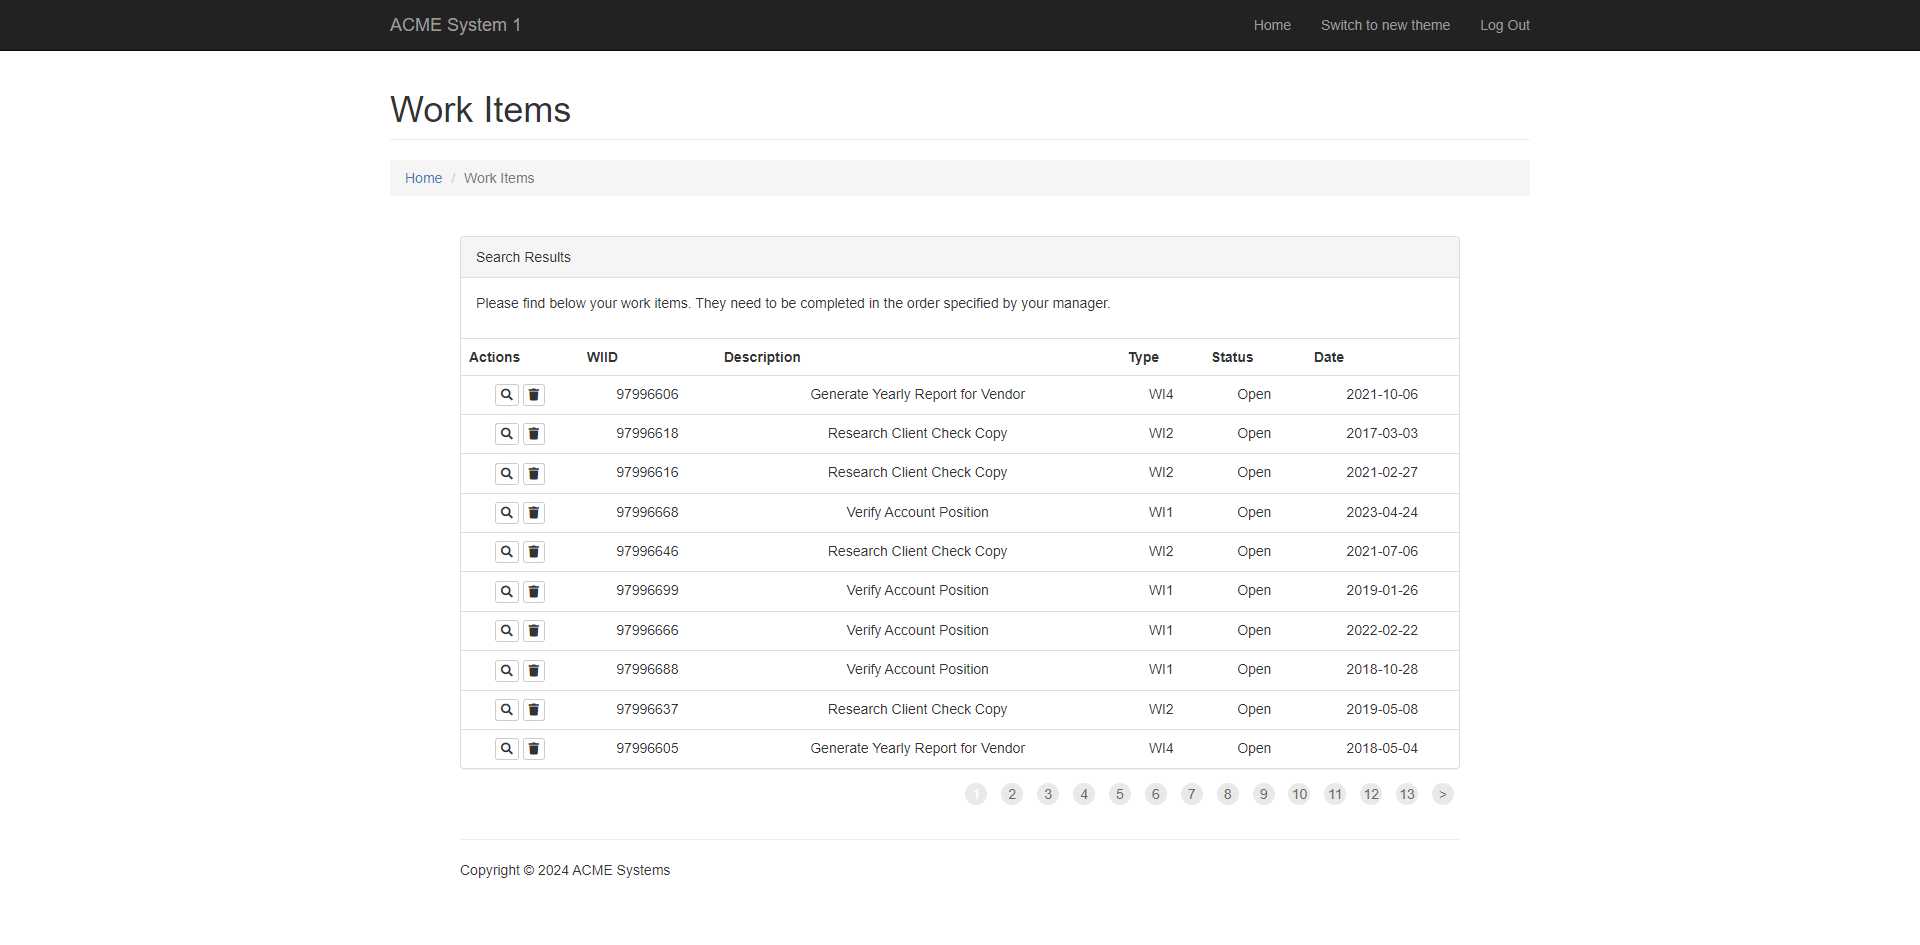 ACME System 1 Home Switch to new theme Log Out
Work Items
Home / Work Items
Search Results
Please find below your work items. They need to be completed in the order specified by your manager.
Actions WIID Description Type Status Date
97996606 Generate Yearly Report for Vendor WI4 Open 2021-10-06
97996618 Research Client Check Copy WI2 Open 2017-03-03
97996616 Research Client Check Copy WI2 Open 2021-02-27
97996668 Verify Account Position WI1 Open 2023-04-24
97996646 Research Client Check Copy WI2 Open 2021-07-06
97996699 Verify Account Position WI1 Open 2019-01-26
97996666 Verify Account Position WI1 Open 2022-02-22
97996688 Verify Account Position WI1 Open 2018-10-28
97996637 Research Client Check Copy WI2 Open 2019-05-08
97996605 Generate Yearly Report for Vendor WI4 Open 2018-05-04
1 2 3 4 5 6 7 8 9 10 11 12 13 >
Copyright © 2024 ACME Systems